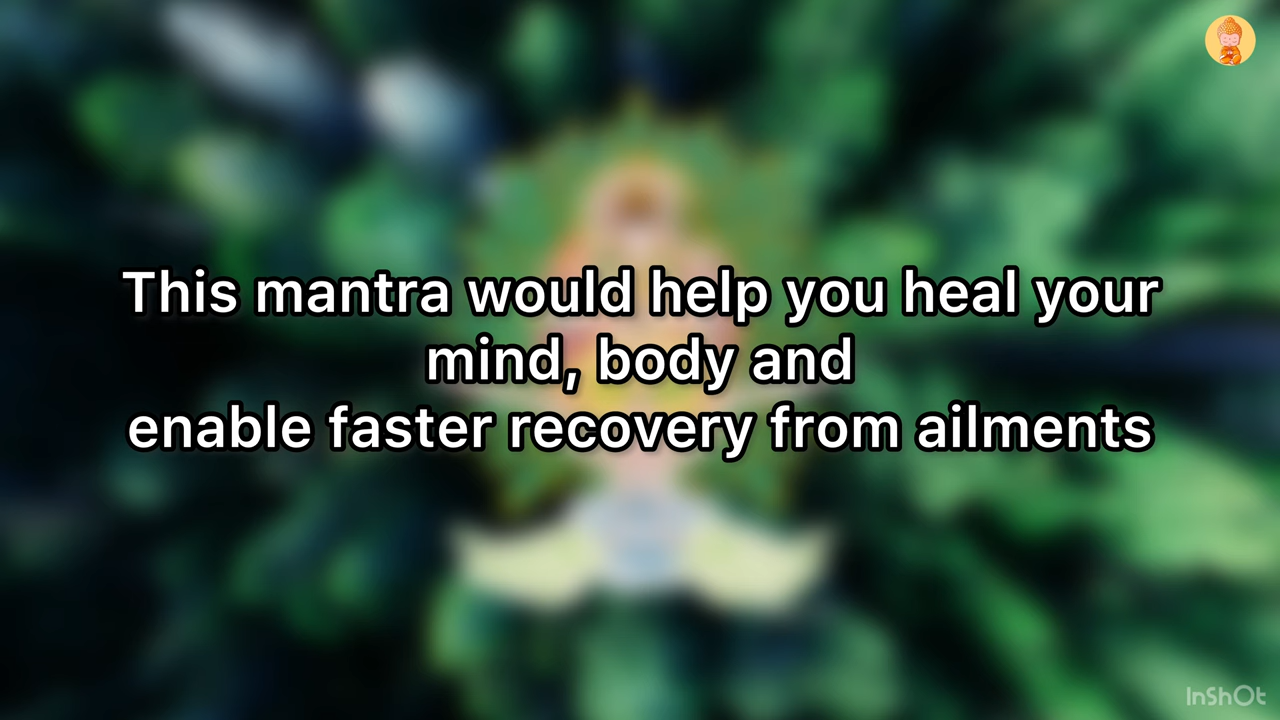 This mantra would help you heal your
mind, body and
enable faster recovery from ailments
InShOt